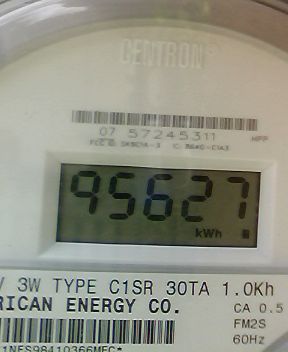 CENTRON
07 57245311
95627
kWh
3W TYPE C1SR 30TA 1.0Kh
RICAN ENERGY CO.
CA 0.5
FM2S
60Hz